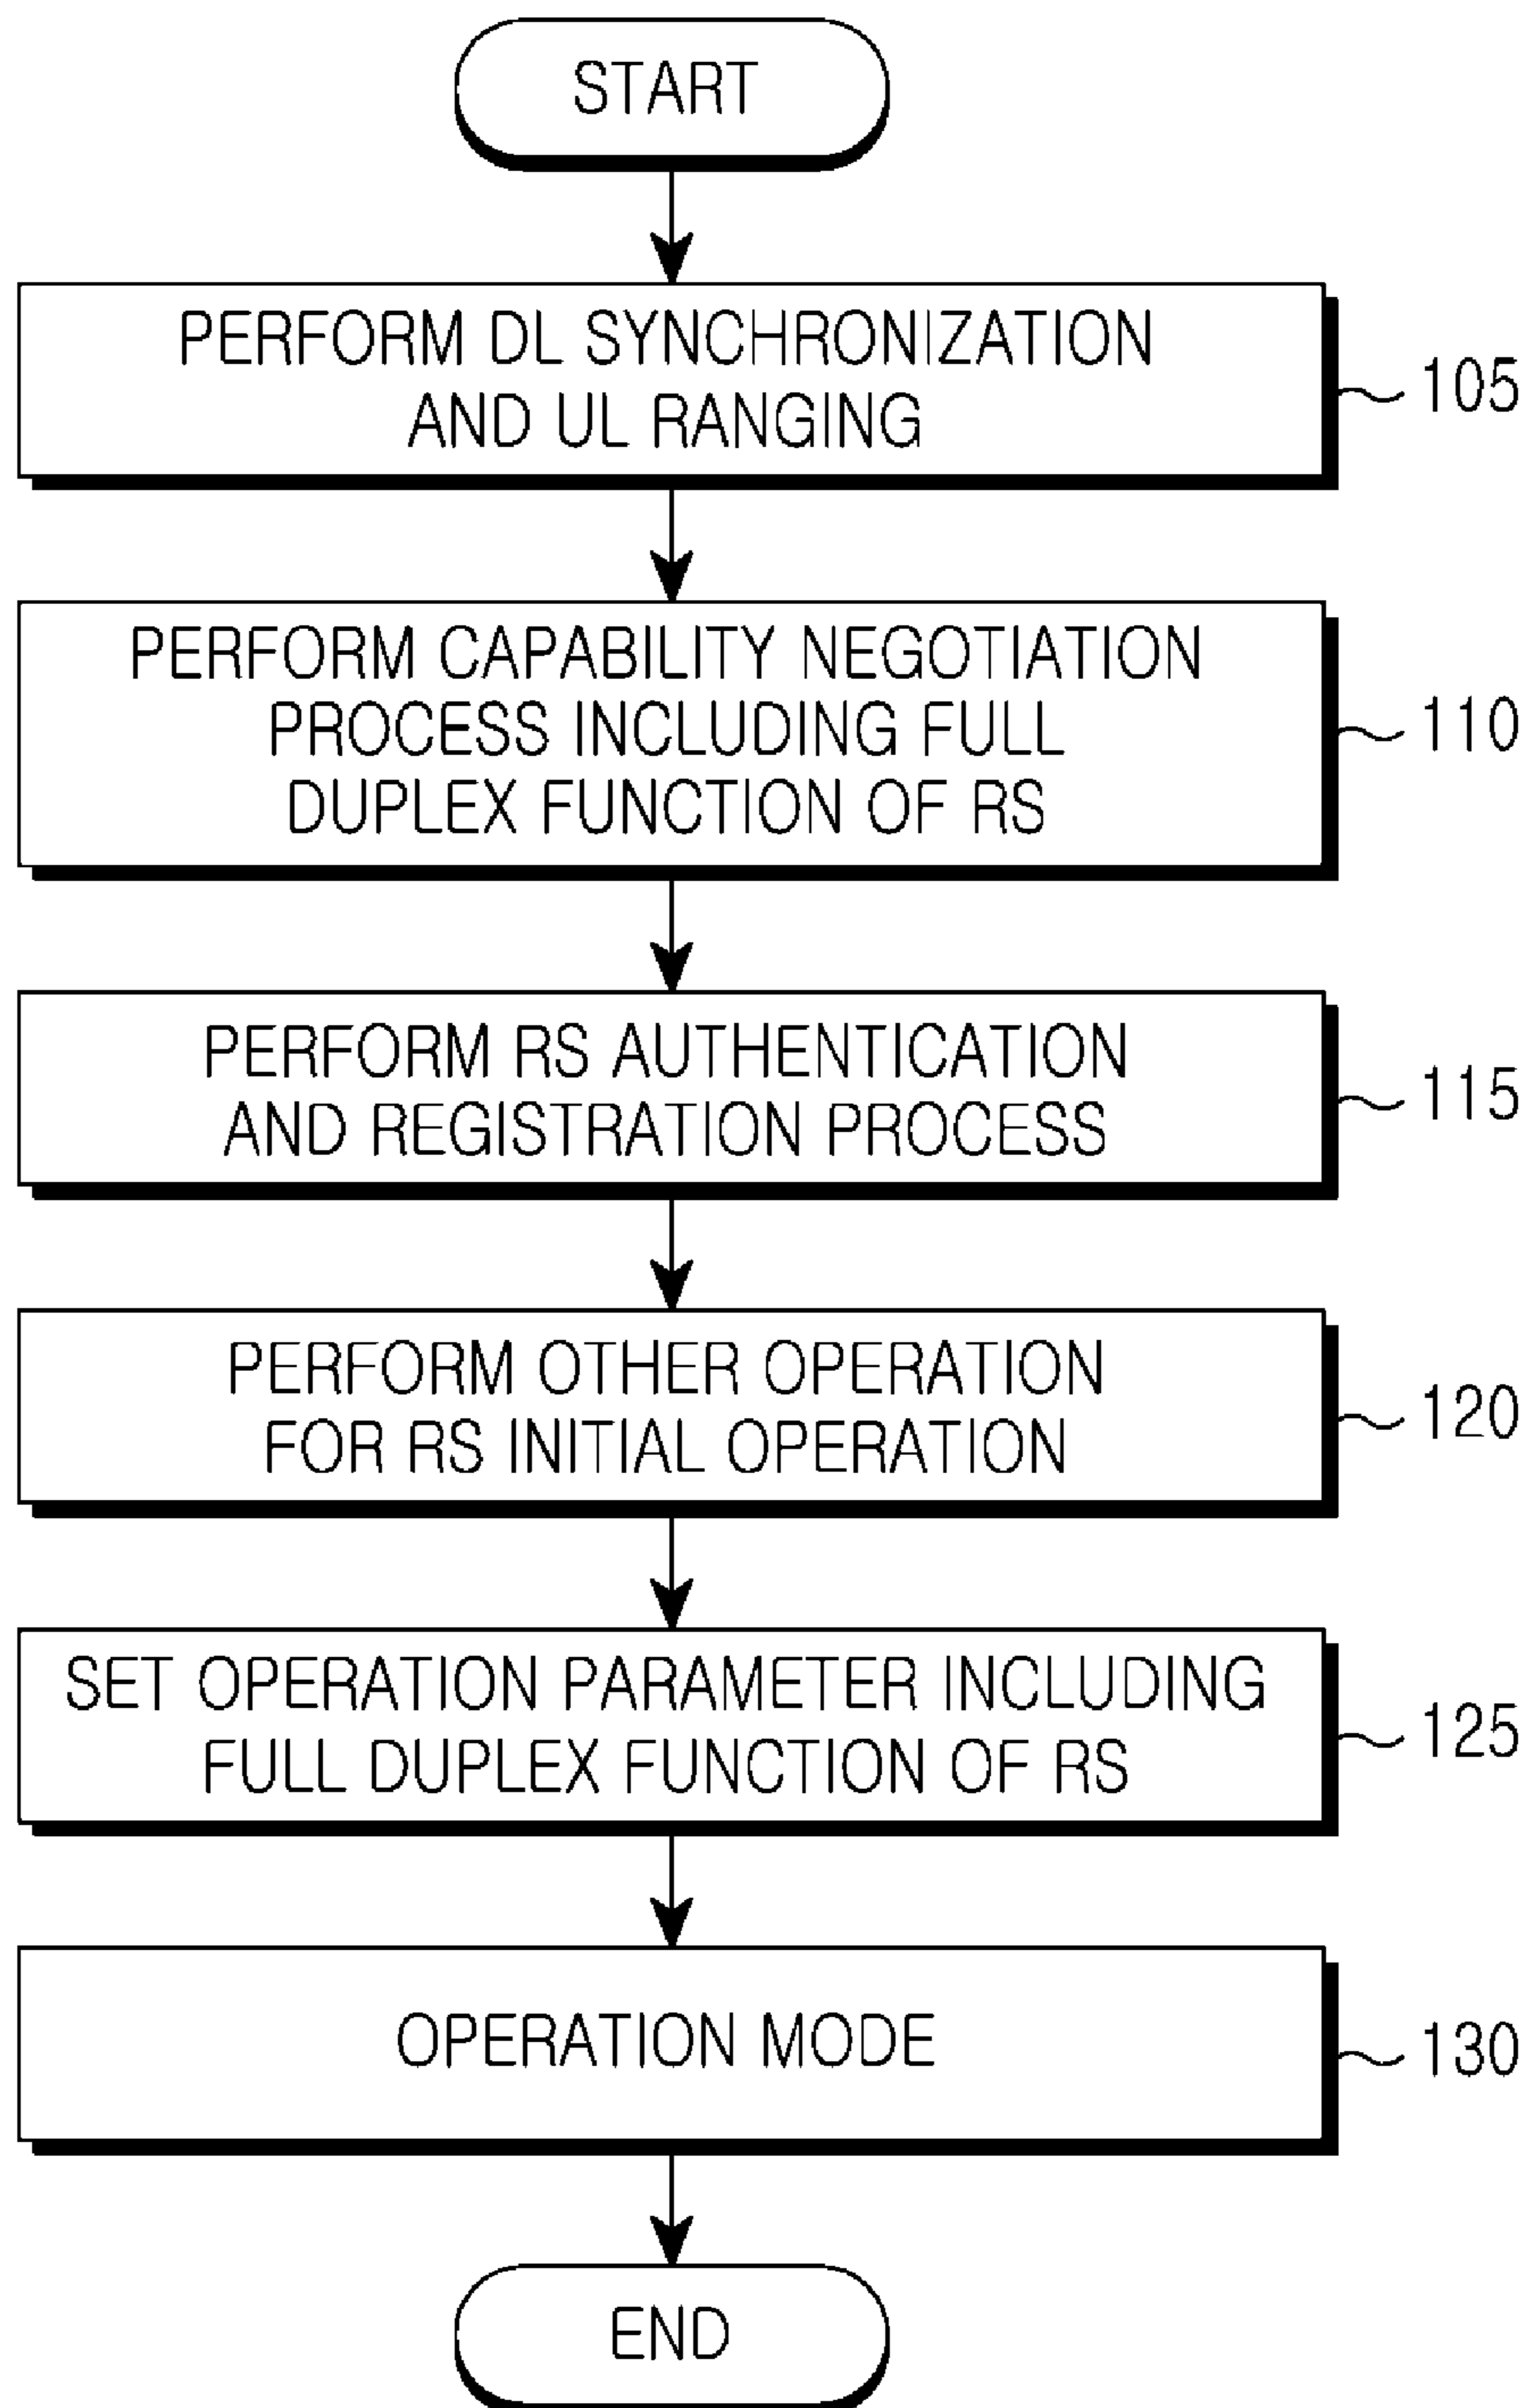 START
PERFORM DL SYNCHRONIZATION
AND UL RANGING
105
PERFORM CAPABILITY NEGOTIATION
PROCESS INCLUDING FULL
DUPLEX FUNCTION OF RS
110
PERFORM RS AUTHENTICATION
AND REGISTRATION PROCESS
115
PERFORM OTHER OPERATION
FOR RS INITIAL OPERATION
120
SET OPERATION PARAMETER INCLUDING
FULL DUPLEX FUNCTION OF RS
125
OPERATION MODE
130
END